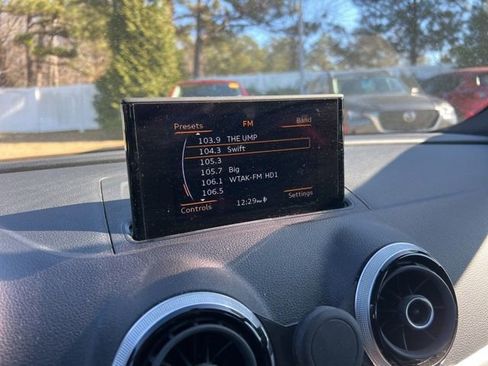 Presets FM Band
103.9 THE UMP
104.3 Swift
105.3
105.7 Big
106.1 WTAK-FM HD1
106.5
Controls 12:29PM Settings